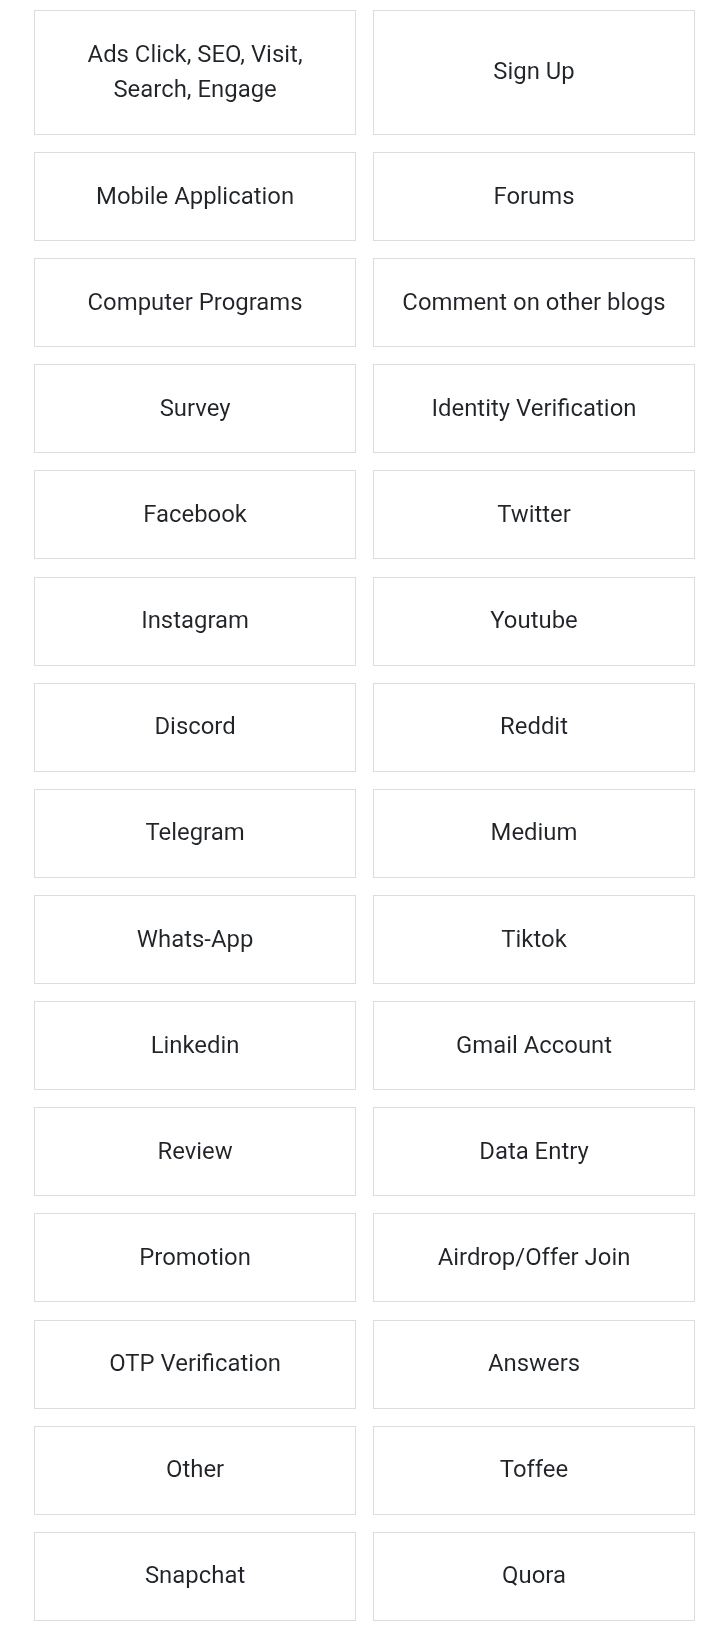 Ads Click, SEO, Visit,
Search, Engage
Sign Up
Mobile Application
Forums
Computer Programs
Comment on other blogs
Survey
Identity Verification
Facebook
Twitter
Instagram
Youtube
Discord
Reddit
Telegram
Medium
Whats-App
Tiktok
Linkedin
Gmail Account
Review
Data Entry
Promotion
Airdrop/Offer Join
OTP Verification
Answers
Other
Toffee
Snapchat
Quora